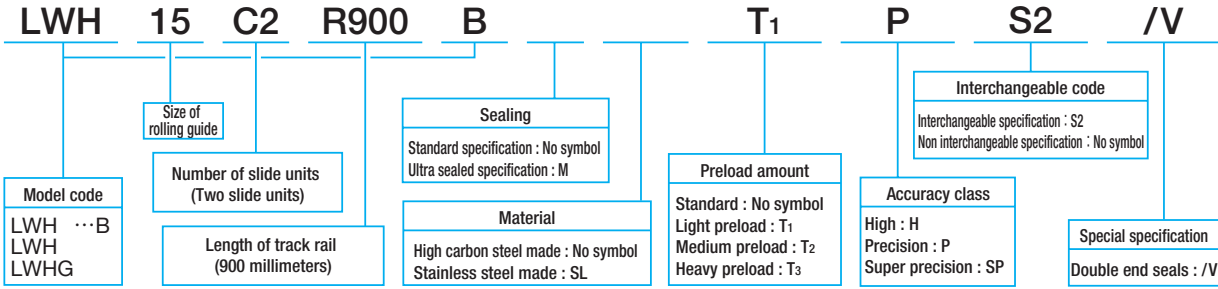 LWH 15 C2 R900 B T1 P S2 /V
Size of
rolling guide
Number of slide units
(Two slide units)
Length of track rail
(900 millimeters)
Model code
LWH …B
LWH
LWHG
Sealing
Standard specification : No symbol
Ultra sealed specification : M
Material
High carbon steel made : No symbol
Stainless steel made : SL
Preload amount
Standard : No symbol
Light preload : T1
Medium preload : T2
Heavy preload : T3
Interchangeable code
Interchangeable specification : S2
Non interchangeable specification : No symbol
Accuracy class
High : H
Precision : P
Super precision : SP
Special specification
Double end seals : /V